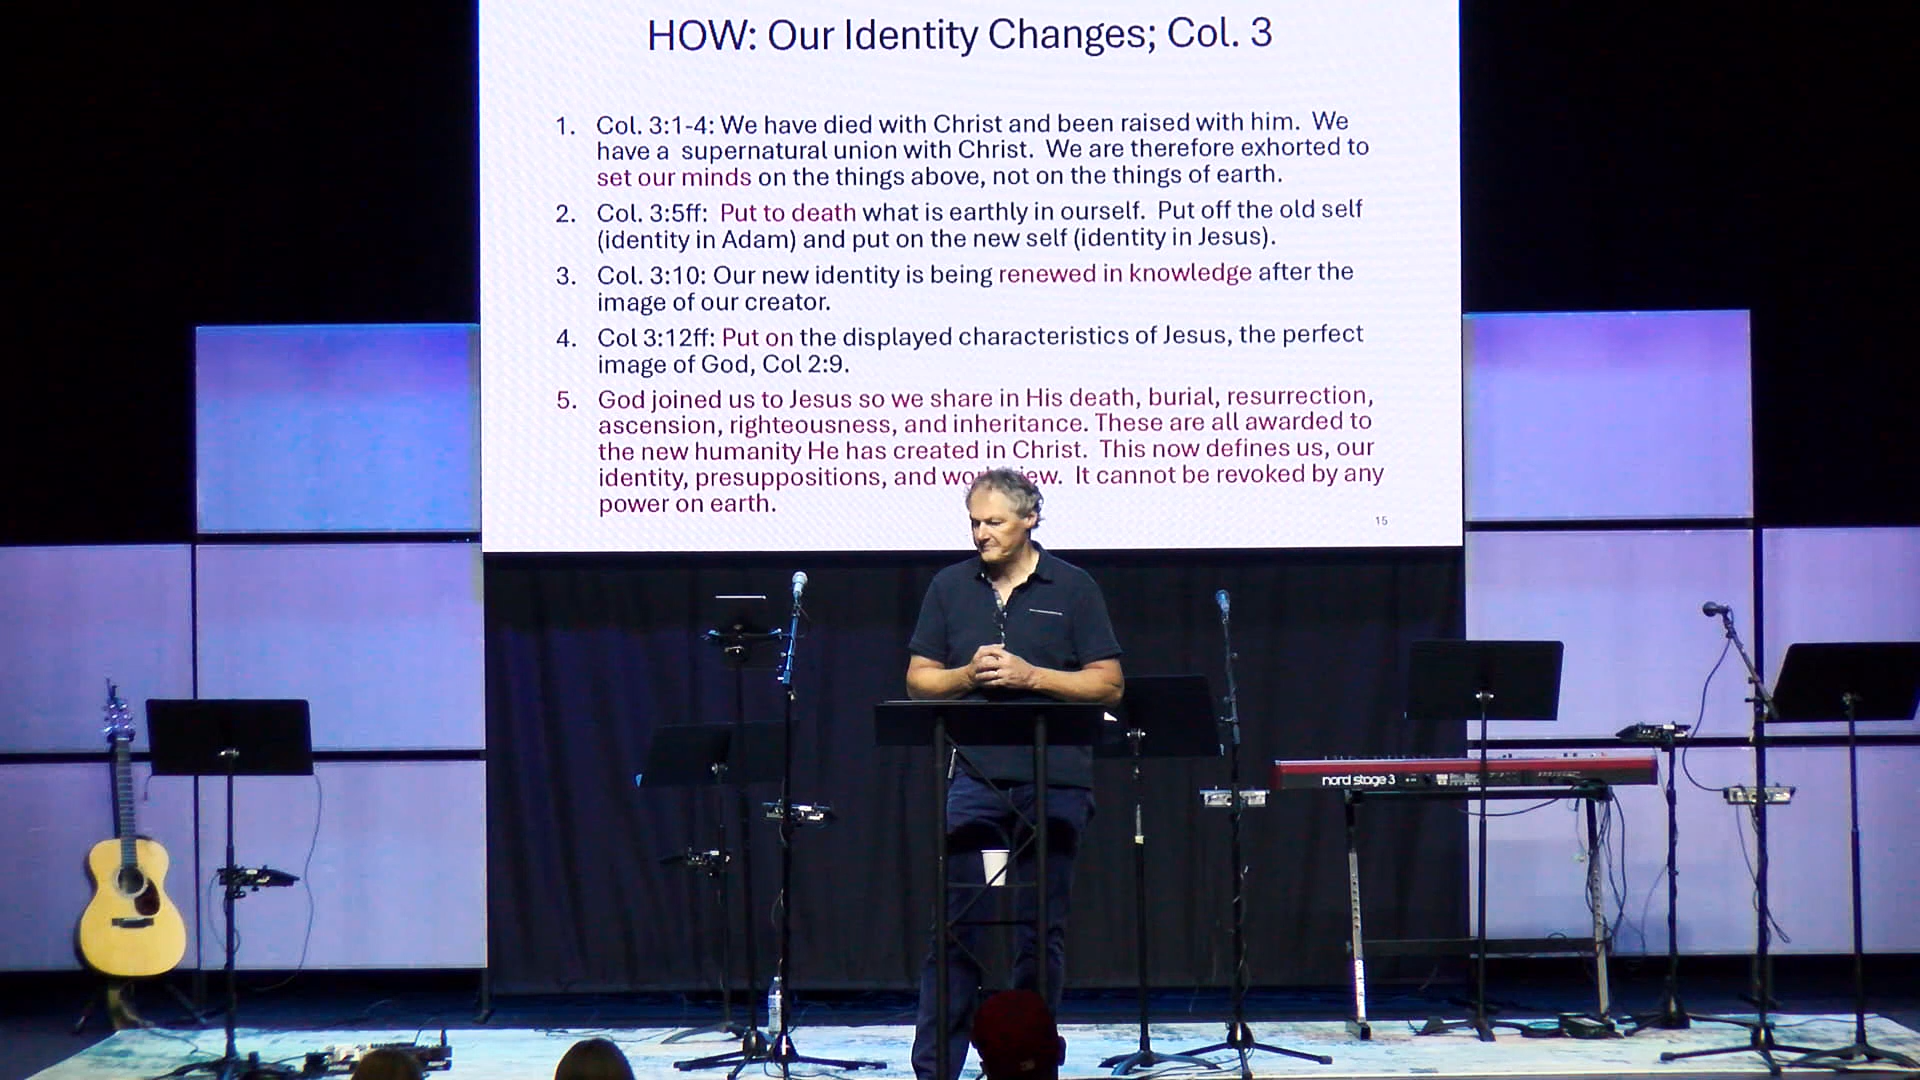 HOW: Our Identity Changes; Col. 3
1. Col. 3:1-4: We have died with Christ and been raised with him. We
have a supernatural union with Christ. We are therefore exhorted to
set our minds on the things above, not on the things of earth.
2. Col. 3:5ff: Put to death what is earthly in ourself. Put off the old self
(identity in Adam) and put on the new self (identity in Jesus).
3. Col. 3:10: Our new identity is being renewed in knowledge after the
image of our creator.
4. Col 3:12ff: Put on the displayed characteristics of Jesus, the perfect
image of God, Col 2:9.
5. God joined us to Jesus so we share in His death, burial, resurrection,
ascension, righteousness, and inheritance. These are all awarded to
the new humanity He has created in Christ. This now defines us, our
identity, presuppositions, and It cannot be revoked by any
power on earth.
15
nord stage 3